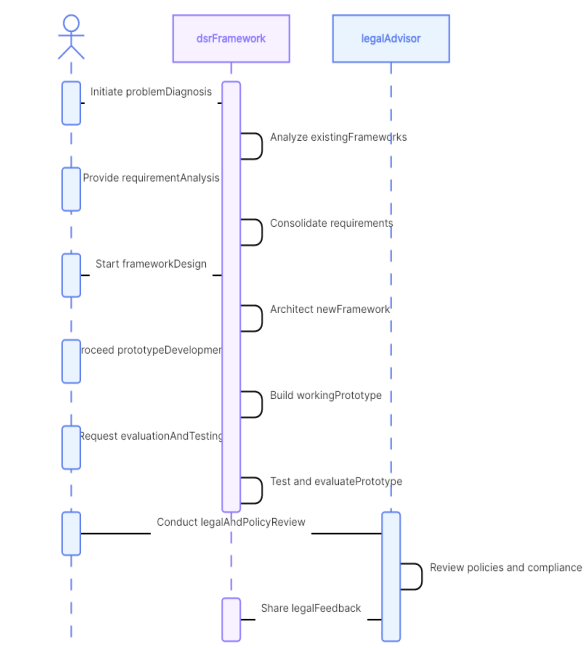 dsrFramework
legalAdvisor
Initiate problemDiagnosis
Analyze existingFrameworks
Provide requirementAnalysis
Consolidate requirements
Start frameworkDesign
Architect newFramework
roceed prototypeDevelopmen
Build workingPrototype
Request evaluationAndTesting
Test and evaluatePrototype
Conduct legalAndPolicyReview
Review policies and compliance
Share legalFeedback